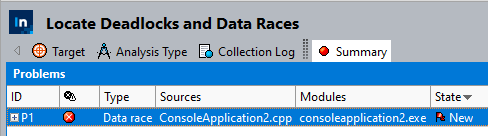 In
Locate Deadlocks and Data Races
Target Analysis Type Collection Log Summary
Problems
ID Type Sources Modules State
P1 Data race ConsoleApplication2.cpp consoleapplication2.exe New